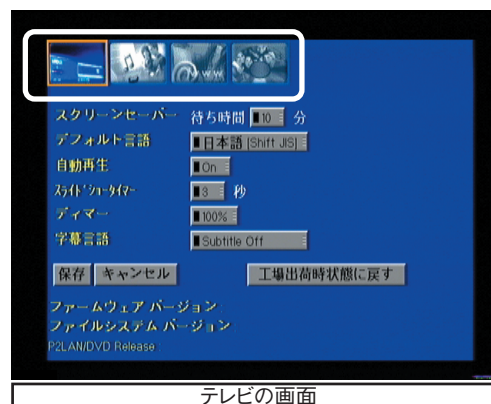 WWW
スクリーンセーバー 待ち時間 10 分
デフォルト言語 日本語 (Shift JIS)
自動再生 On
スライドショータイマー 3 秒
ディマー 100%
字幕言語 Subtitle Off
保存 キャンセル 工場出荷時状態に戻す
ファームウェア バージョン
ファイルシステム バージョン
P2LAN/DVD Release :
テレビの画面